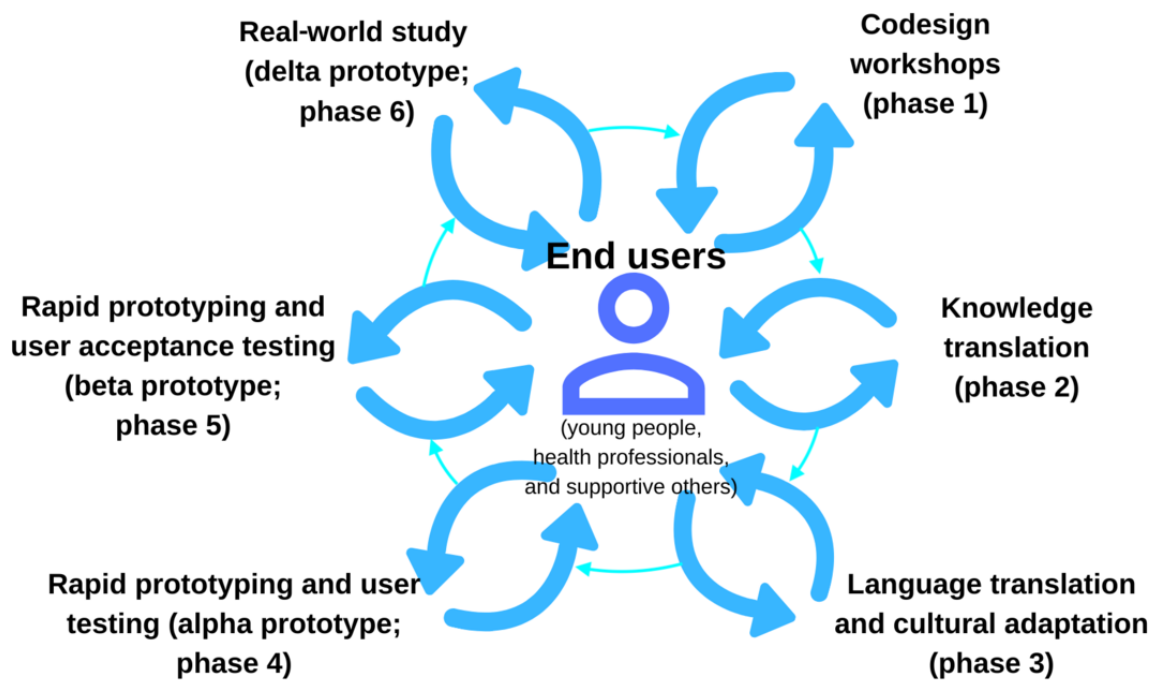 Real-world study
(delta prototype;
phase 6)
Codesign
workshops
(phase 1)
End users
Rapid prototyping and
user acceptance testing
(beta prototype;
phase 5)
Knowledge
translation
(phase 2)
(young people,
health professionals,
and supportive others)
Rapid prototyping and user
testing (alpha prototype;
phase 4)
Language translation
and cultural adaptation
(phase 3)